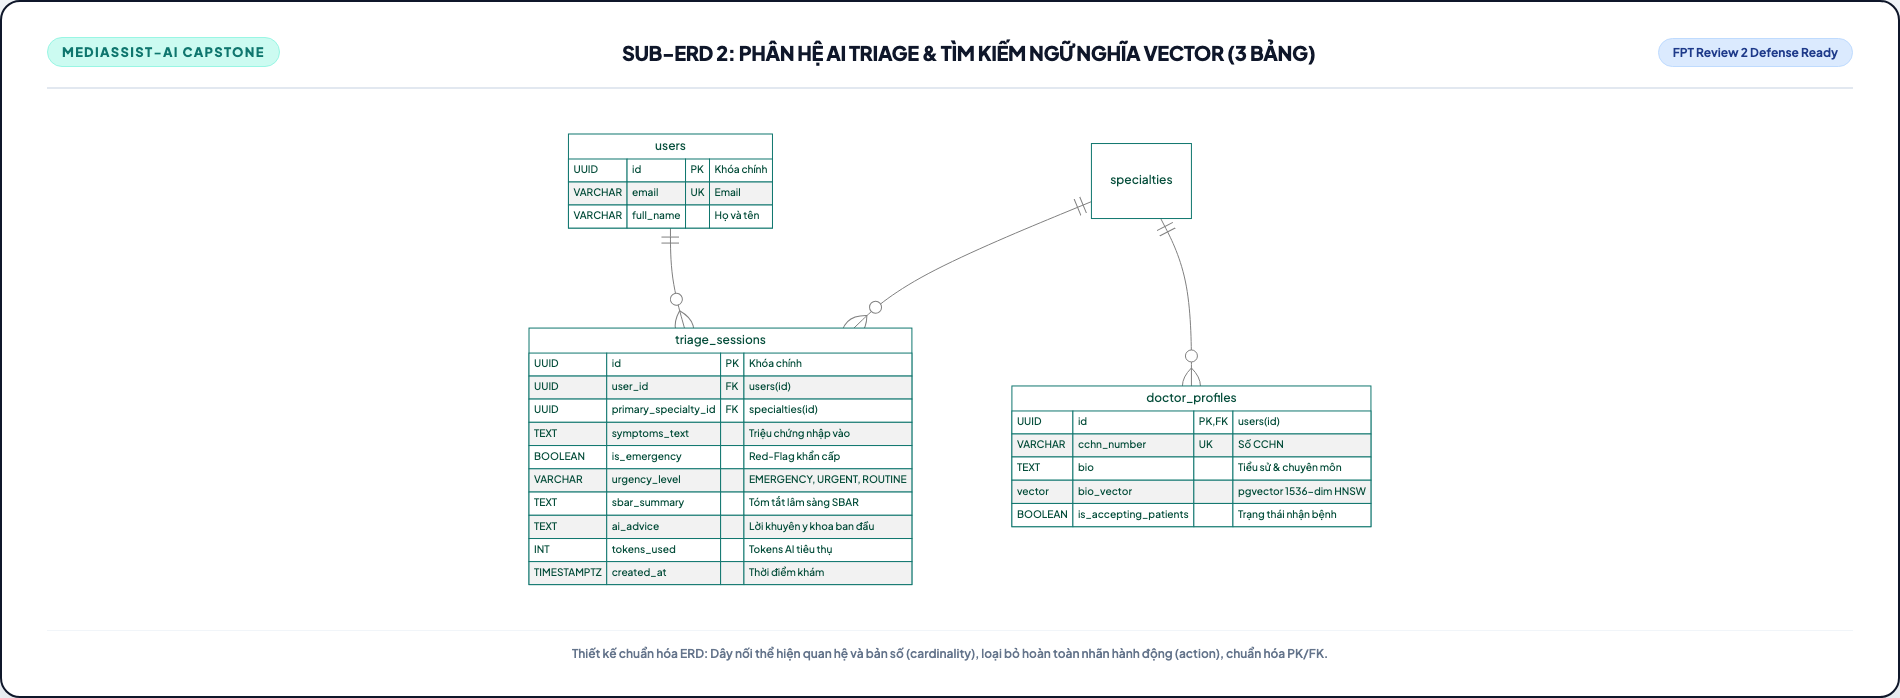 MEDIASSIST-AI CAPSTONE
SUB-ERD 2: PHÂN HỆ AI TRIAGE & TÌM KIẾM NGỮ NGHĨA VECTOR (3 BẢNG)
FPT Review 2 Defense Ready
users
UUID id PK Khóa chính
VARCHAR email UK Email
VARCHAR full_name Họ và tên
specialties
triage_sessions
UUID id PK Khóa chính
UUID user_id FK users(id)
UUID primary_specialty_id FK specialties(id)
TEXT symptoms_text Triệu chứng nhập vào
BOOLEAN is_emergency Red-Flag khẩn cấp
VARCHAR urgency_level EMERGENCY, URGENT, ROUTINE
TEXT sbar_summary Tóm tắt lâm sàng SBAR
TEXT ai_advice Lời khuyên y khoa ban đầu
INT tokens_used Tokens AI tiêu thụ
TIMESTAMPTZ created_at Thời điểm khám
doctor_profiles
UUID id PK,FK users(id)
VARCHAR cchn_number UK Số CCHN
TEXT bio Tiểu sử & chuyên môn
vector bio_vector pgvector 1536-dim HNSW
BOOLEAN is_accepting_patients Trạng thái nhận bệnh
Thiết kế chuẩn hóa ERD: Dây nối thể hiện quan hệ và bản số (cardinality), loại bỏ hoàn toàn nhãn hành động (action), chuẩn hóa PK/FK.